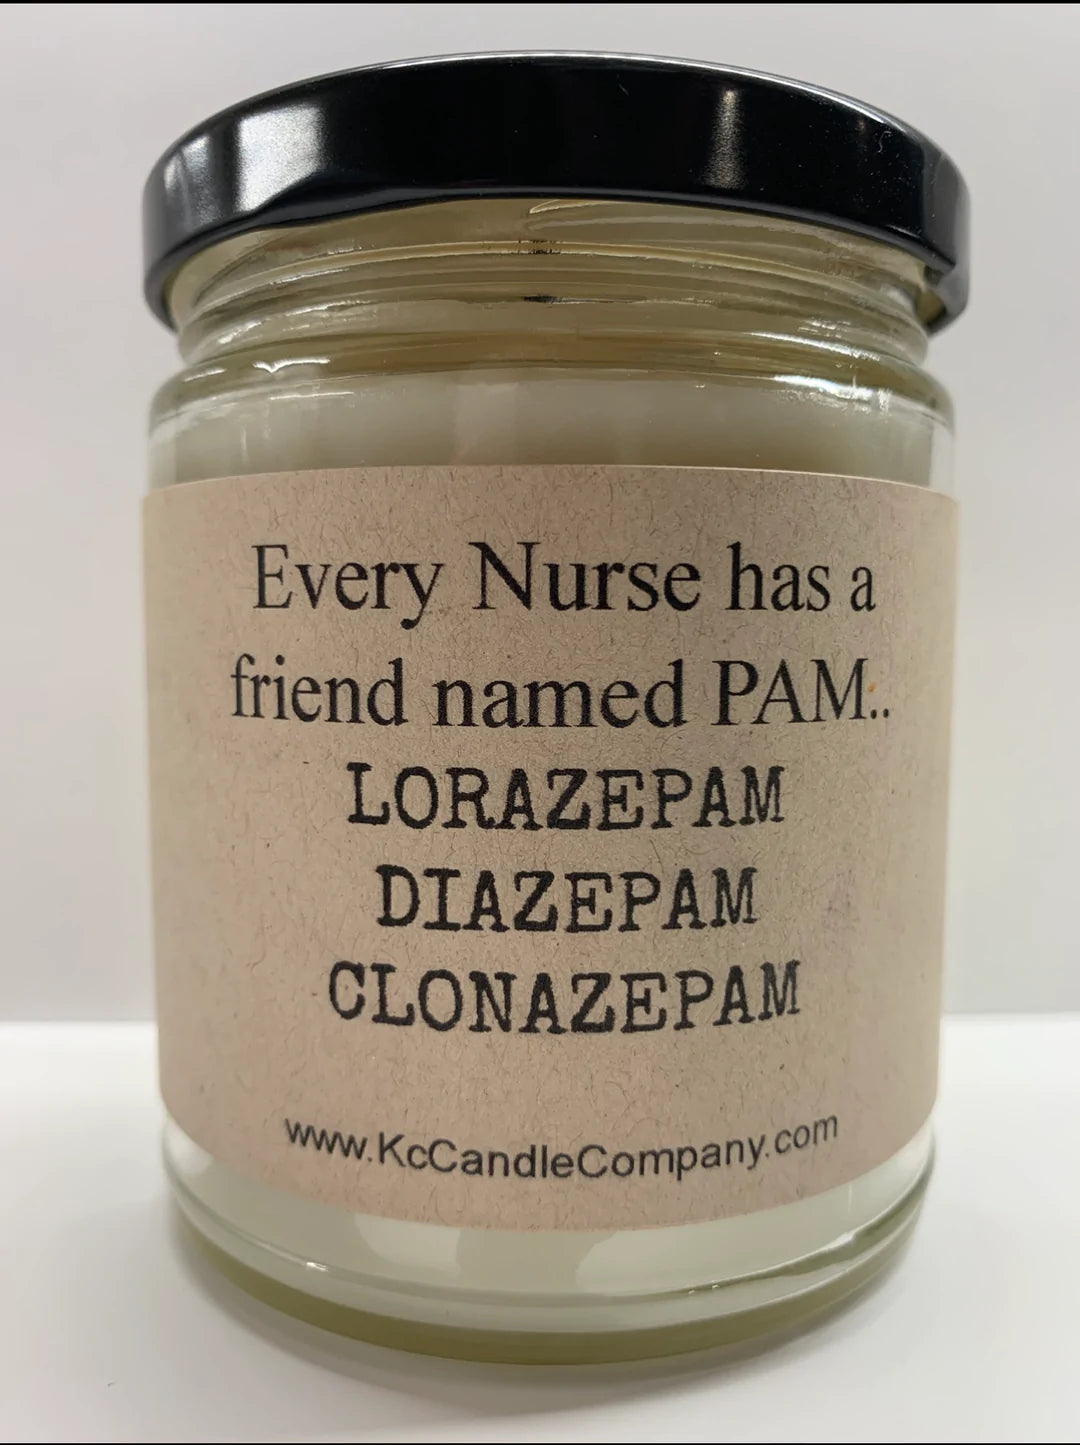 Every Nurse has a
friend named PAM..
LORAZEPAM
DIAZEPAM
CLONAZEPAM
www.KcCandleCompany.com